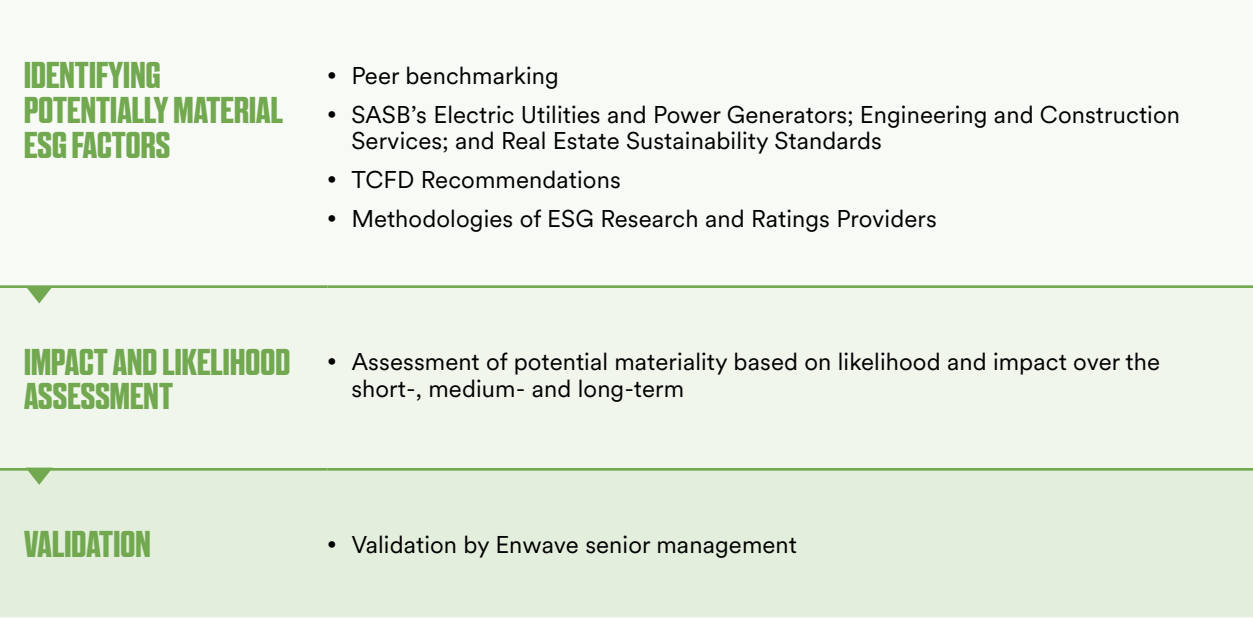 IDENTIFYING
POTENTIALLY MATERIAL
ESG FACTORS
• Peer benchmarking
• SASB’s Electric Utilities and Power Generators; Engineering and Construction
Services; and Real Estate Sustainability Standards
• TCFD Recommendations
• Methodologies of ESG Research and Ratings Providers
IMPACT AND LIKELIHOOD
ASSESSMENT
• Assessment of potential materiality based on likelihood and impact over the
short-, medium- and long-term
VALIDATION
• Validation by Enwave senior management